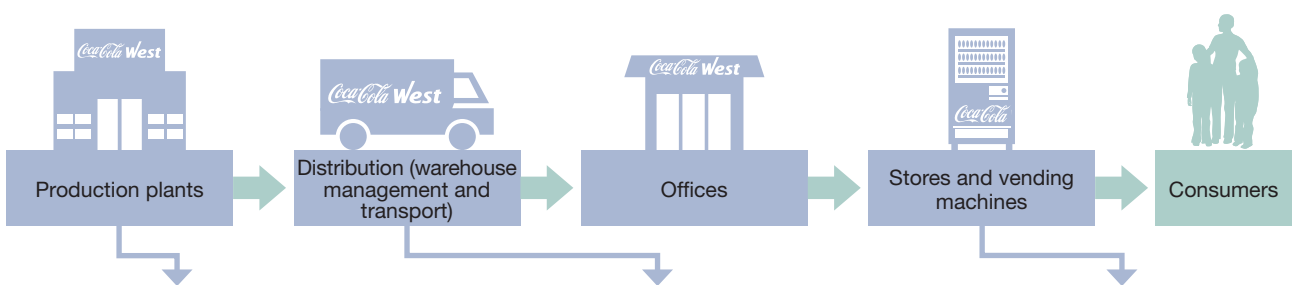 Coca-Cola West
Coca-Cola West
Coca-Cola West
Coca-Cola
Production plants
Distribution (warehouse
management and
transport)
Offices
Stores and vending
machines
Consumers